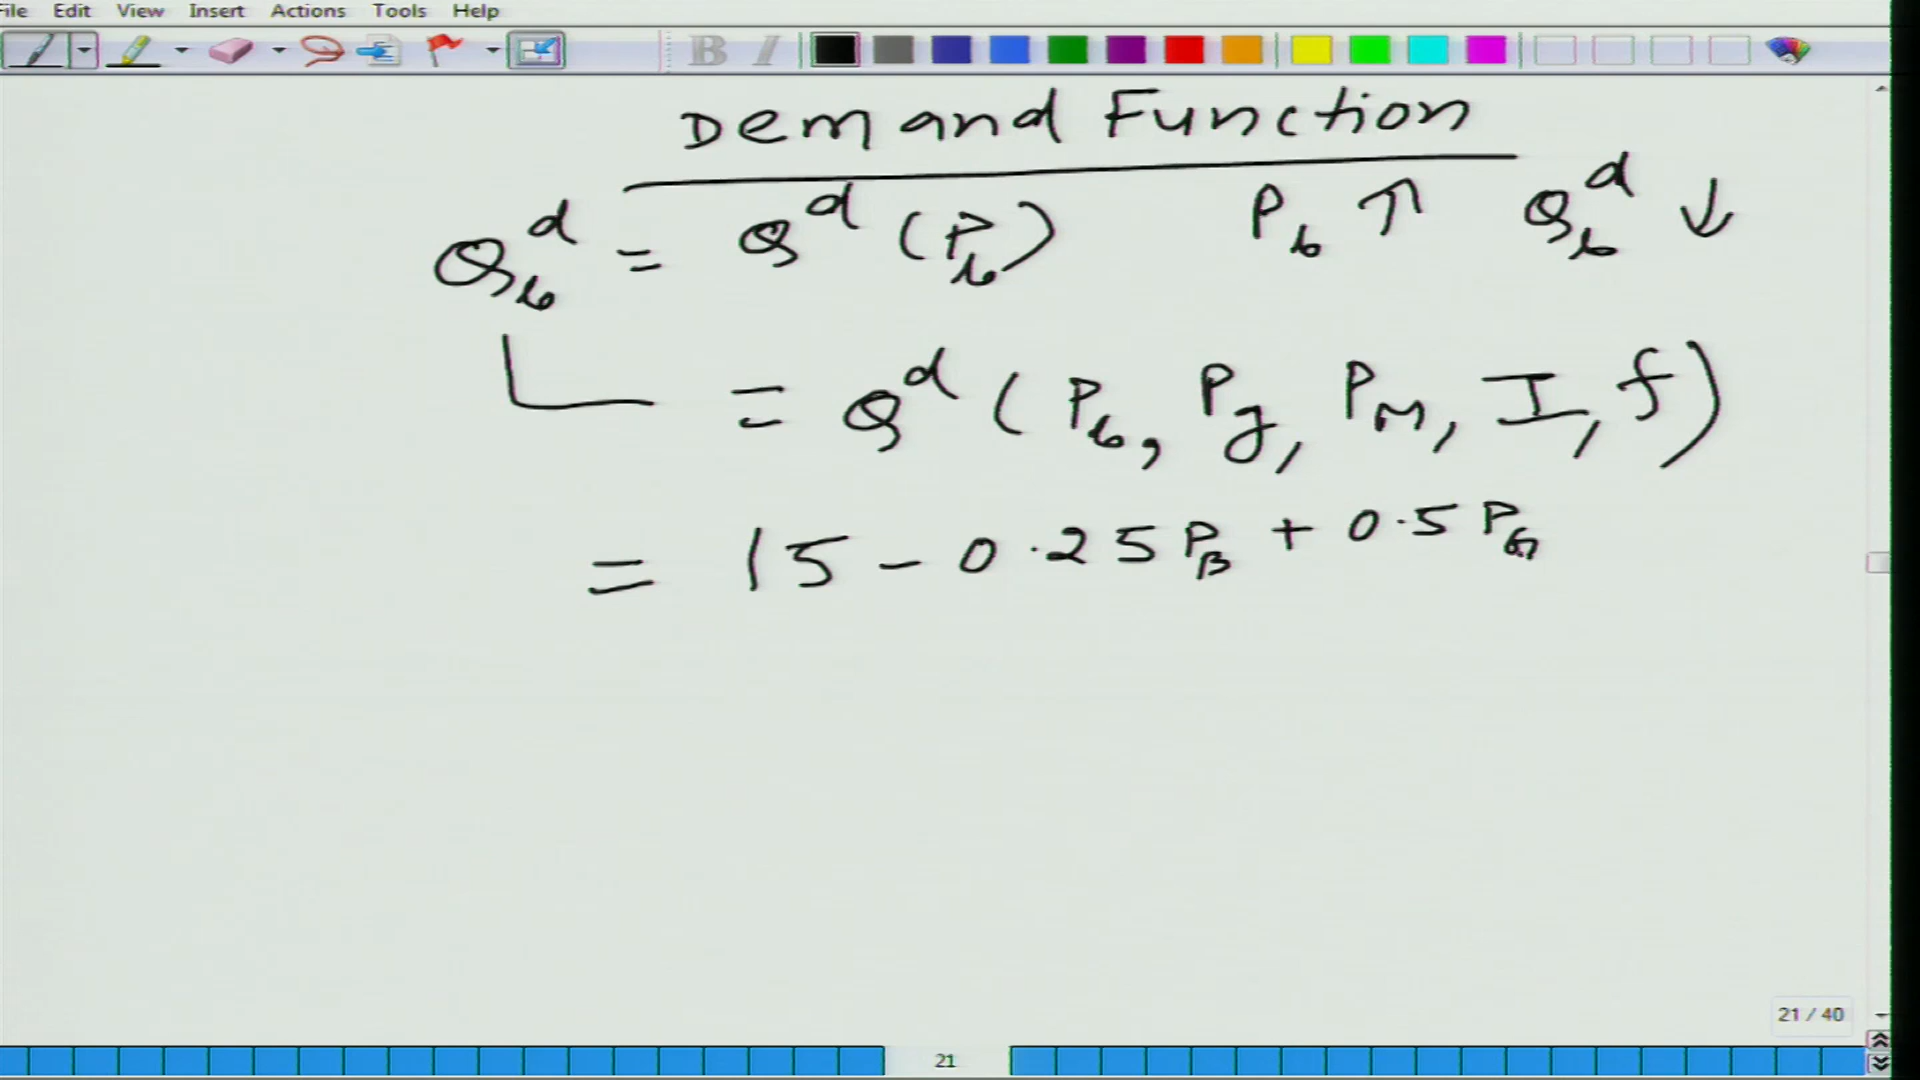 File Edit View Insert Actions Tools Help
B I
Demand Function
Q_b^d = Q^d (P_b) P_b ↑ Q_b^d ↓
= Q^d ( P_b, P_g, P_M, I, f )
= 15 - 0.25 P_B + 0.5 P_G
21 / 40
21